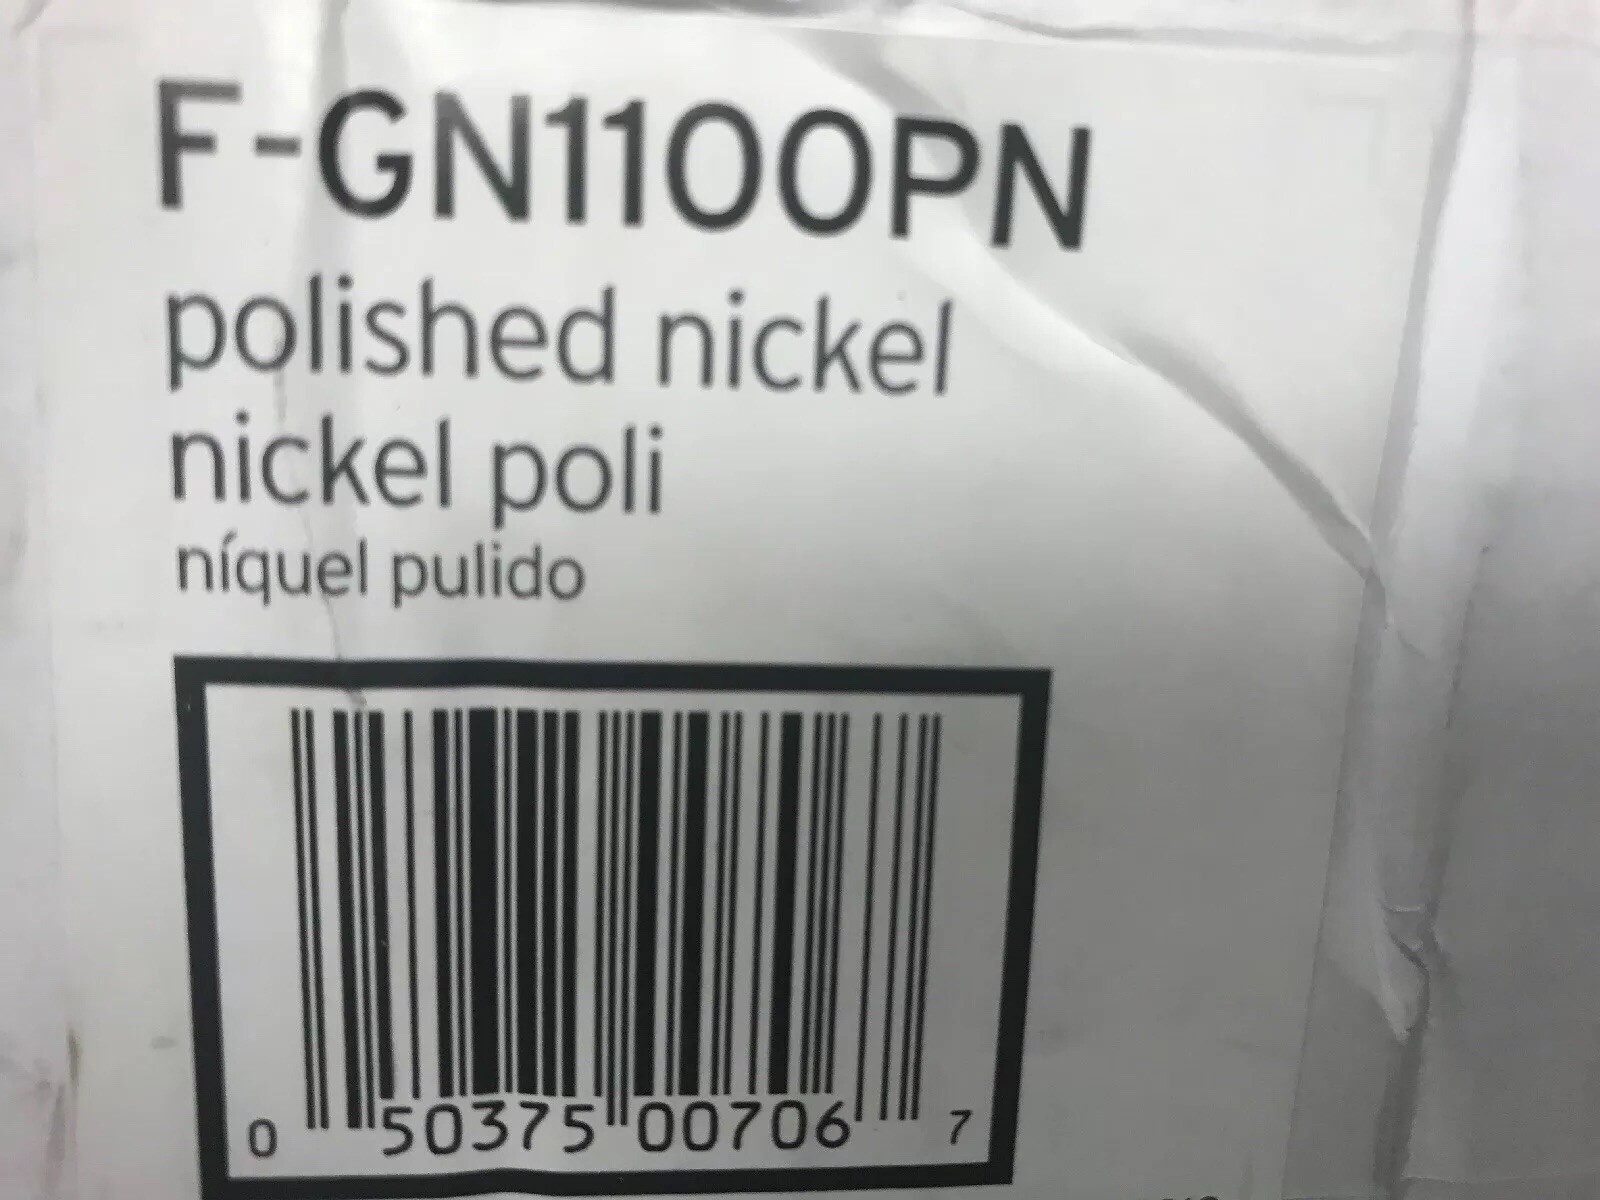 F-GN1100PN
polished nickel
nickel poli
níquel pulido
0 50375 00706 7